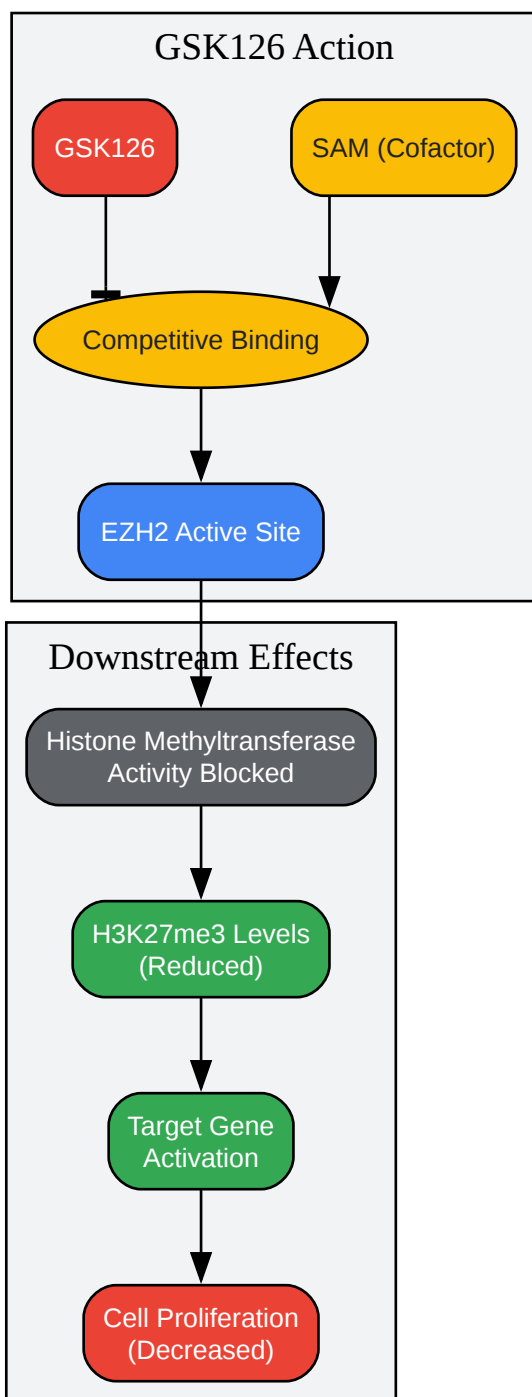 GSK126 Action
GSK126
SAM (Cofactor)
Competitive Binding
EZH2 Active Site
Downstream Effects
Histone Methyltransferase
Activity Blocked
H3K27me3 Levels
(Reduced)
Target Gene
Activation
Cell Proliferation
(Decreased)